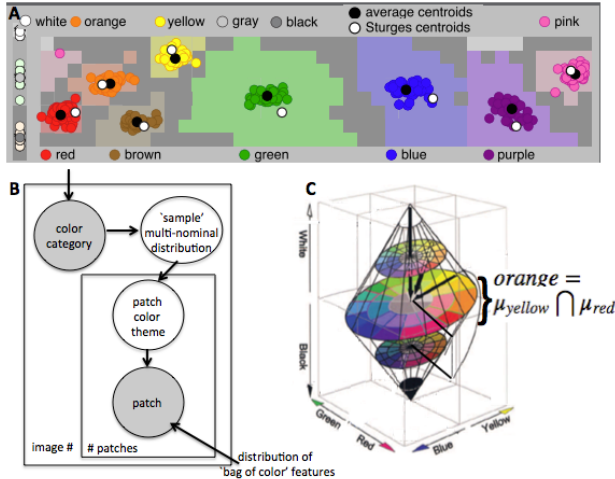 A
white orange yellow gray black average centroids pink
Sturges centroids
red brown green blue purple
B
color
category
`sample'
multi-nominal
distribution
patch
color
theme
patch
image # # patches
distribution of
`bag of color' features
C
White
Black
Green
Red
Blue
Yellow
orange =
μyellow ⋂ μred